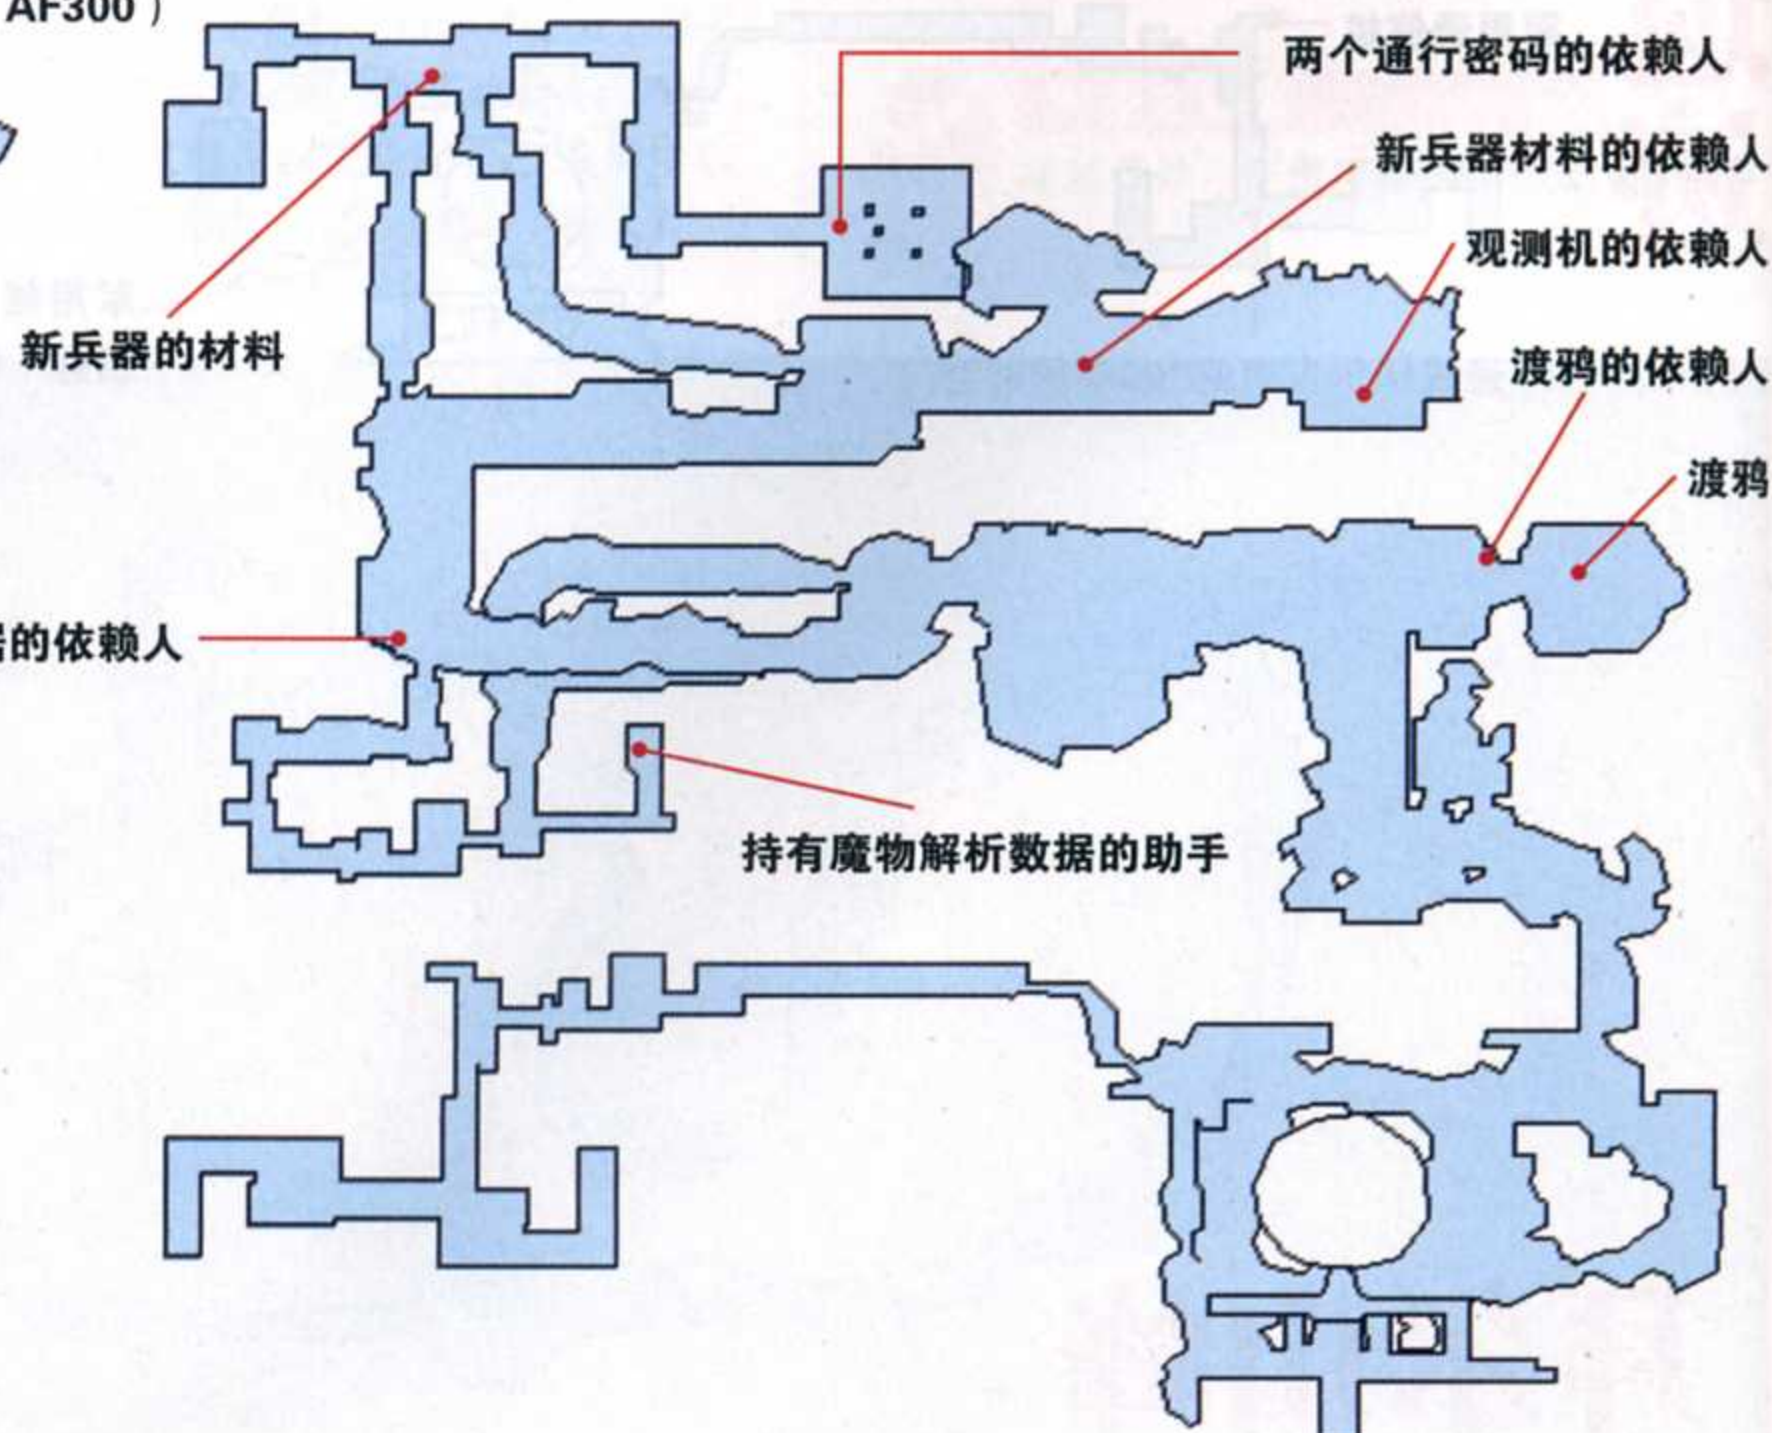 AF300）
两个通行密码的依赖人
新兵器材料的依赖人
观测机的依赖人
新兵器的材料
渡鸦的依赖人
渡鸦
的依赖人
持有魔物解析数据的助手